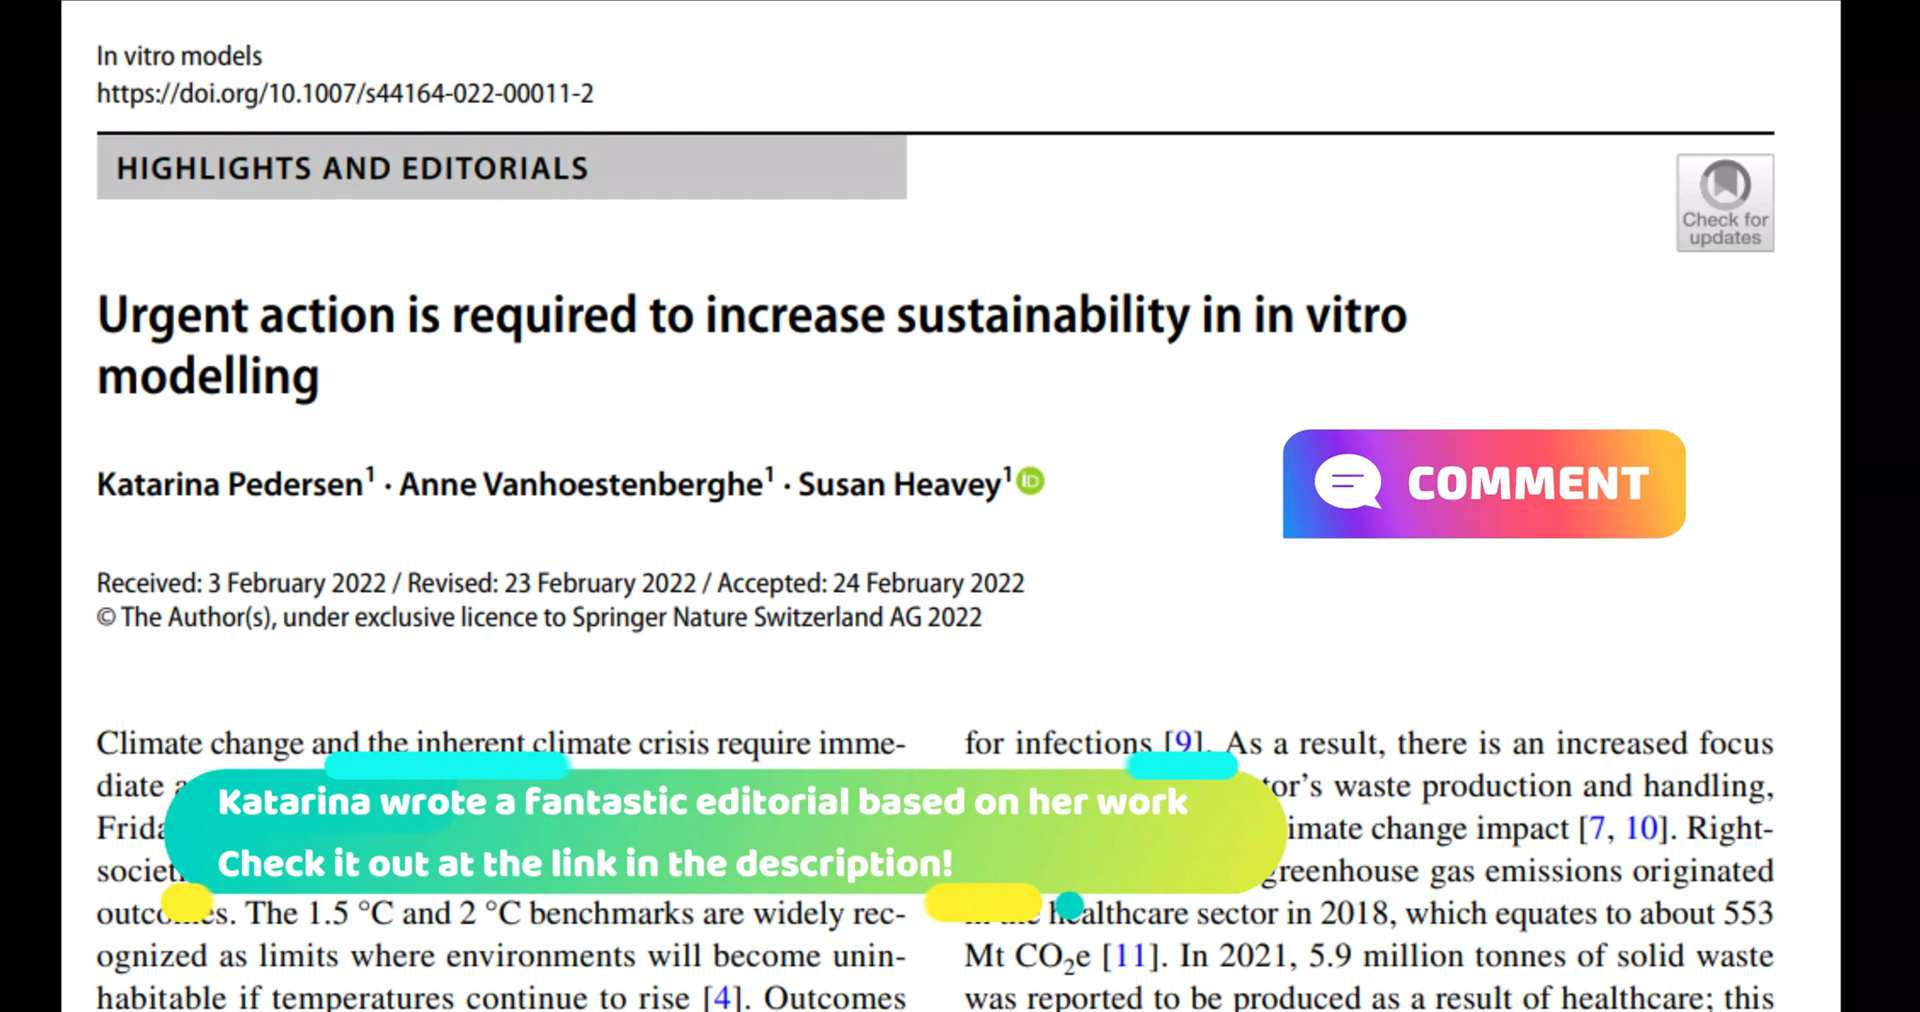 In vitro models
https://doi.org/10.1007/s44164-022-00011-2
HIGHLIGHTS AND EDITORIALS
Check for
updates
Urgent action is required to increase sustainability in in vitro
modelling
Katarina Pedersen¹ · Anne Vanhoestenberghe¹ · Susan Heavey¹ iD
COMMENT
Received: 3 February 2022 / Revised: 23 February 2022 / Accepted: 24 February 2022
© The Author(s), under exclusive licence to Springer Nature Switzerland AG 2022
Climate change and the inherent climate crisis require imme-
diate
outcomes. The 1.5 °C and 2 °C benchmarks are widely rec-
ognized as limits where environments will become unin-
habitable if temperatures continue to rise [4]. Outcomes
for infections [9]. As a result, there is an increased focus
waste production and handling,
change impact [7, 10]. Right-
greenhouse gas emissions originated
healthcare sector in 2018, which equates to about 553
Mt CO₂e [11]. In 2021, 5.9 million tonnes of solid waste
was reported to be produced as a result of healthcare; this
Katarina wrote a fantastic editorial based on her work
Check it out at the link in the description!